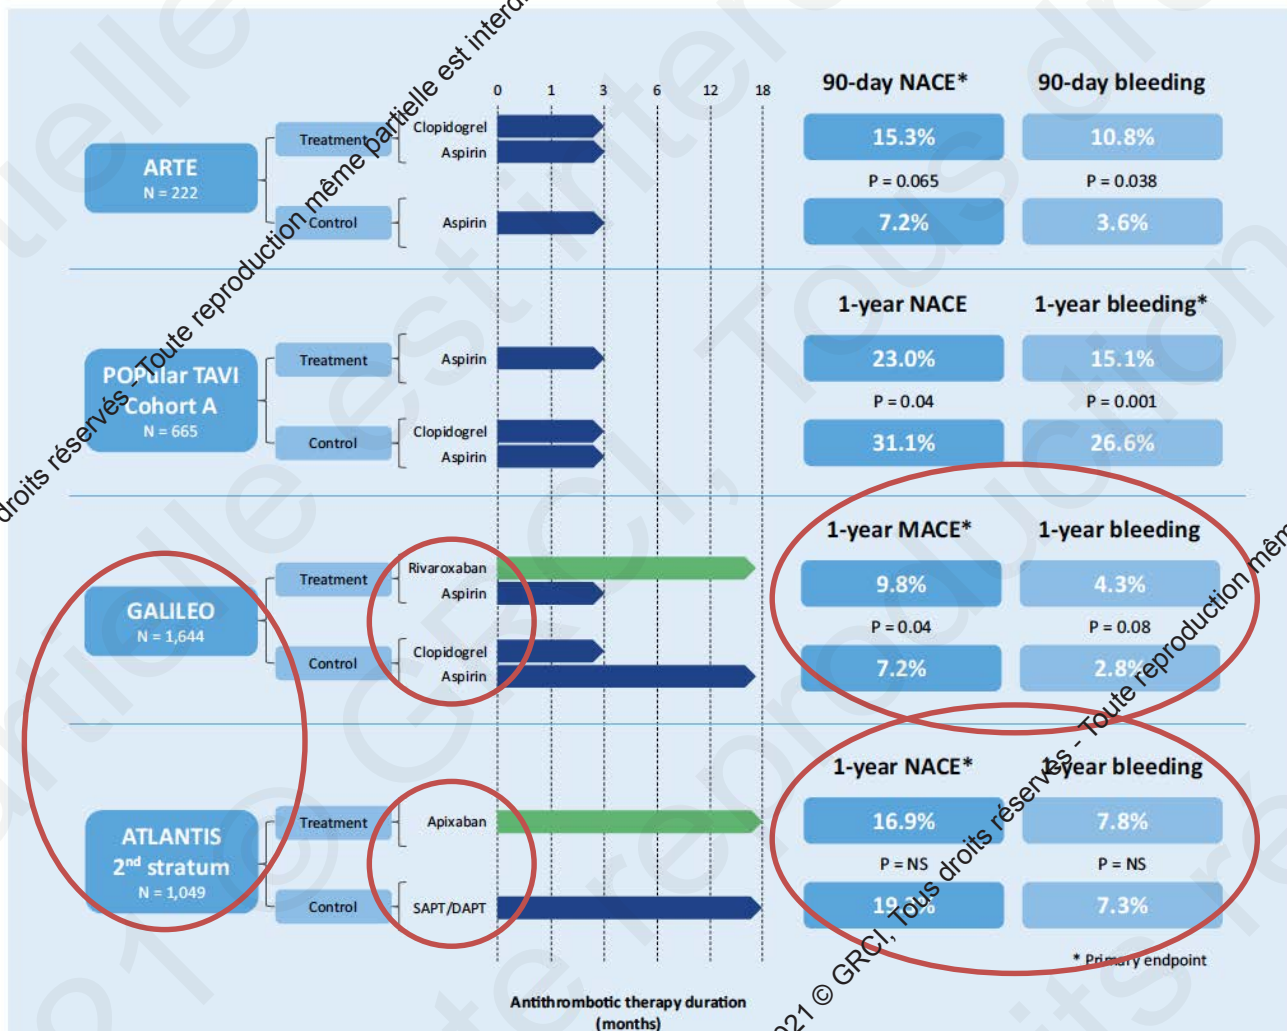 0 1 3 6 12 18
90-day NACE* 90-day bleeding
ARTE
N = 222
Treatment
Clopidogrel
Aspirin
15.3% 10.8%
P = 0.065 P = 0.038
Control
Aspirin
7.2% 3.6%
1-year NACE 1-year bleeding*
POPular TAVI
Cohort A
N = 665
Treatment
Aspirin
23.0% 15.1%
P = 0.04 P = 0.001
Control
Clopidogrel
Aspirin
31.1% 26.6%
1-year MACE* 1-year bleeding
GALILEO
N = 1,644
Treatment
Rivaroxaban
Aspirin
9.8% 4.3%
P = 0.04 P = 0.08
Control
Clopidogrel
Aspirin
7.2% 2.8%
1-year NACE* 1-year bleeding
ATLANTIS
2nd stratum
N = 1,049
Treatment
Apixaban
16.9% 7.8%
P = NS P = NS
Control
SAPT/DAPT
7.3%
* Primary endpoint
Antithrombotic therapy duration
(months)
droits réservés - Toute reproduction même partielle est
2021 © GRCI, Tous droits réservés - Toute reproduction même